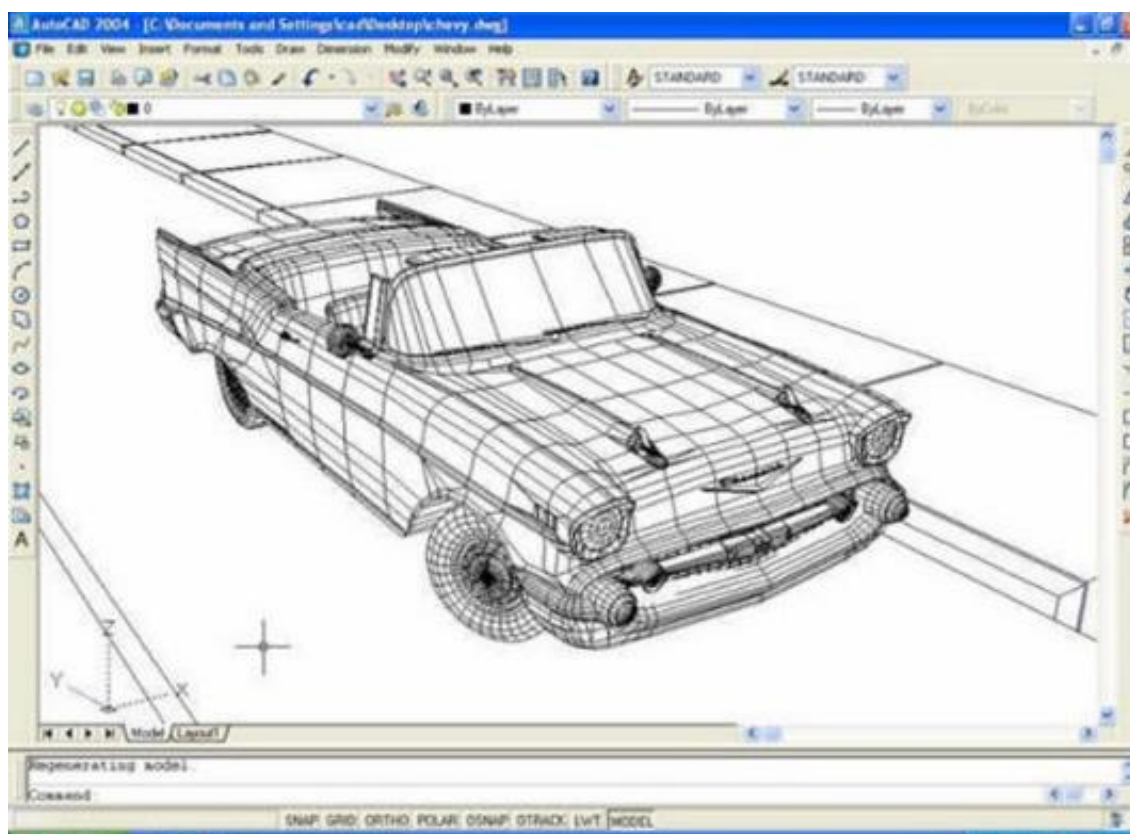 AutoCAD 2004 - [C:\Documents and Settings\cad\Desktop\chevy.dwg]
File Edit View Insert Format Tools Draw Dimension Modify Window Help
STANDARD STANDARD
0 ByLayer ByLayer ByLayer ByColor
Z
Y X
Model Layout1
Regenerating model.
Command:
SNAP GRID ORTHO POLAR OSNAP OTRACK LWT MODEL